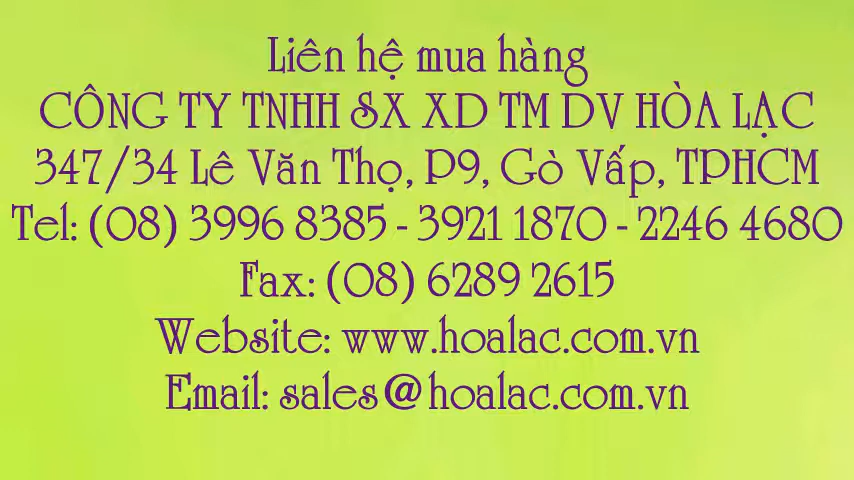 Liên hệ mua hàng
CÔNG TY TNHH SX XD TM DV HÒA LẠC
347/34 Lê Văn Thọ, P9, Gò Vấp, TPHCM
Tel: (08) 3996 8385 - 3921 1870 - 2246 4680
Fax: (08) 6289 2615
Website: www.hoalac.com.vn
Email: sales@hoalac.com.vn